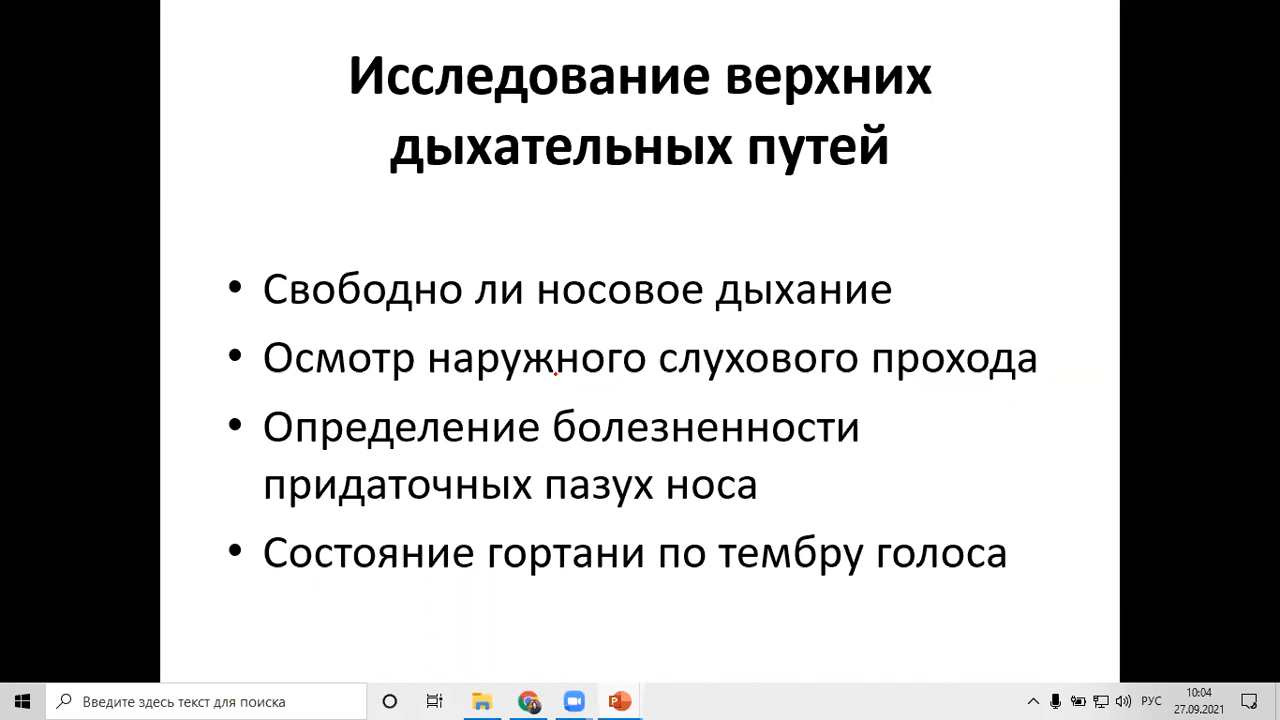 Исследование верхних
дыхательных путей
• Свободно ли носовое дыхание
• Осмотр наружного слухового прохода
• Определение болезненности
придаточных пазух носа
• Состояние гортани по тембру голоса
Введите здесь текст для поиска
РУС
10:04
27.09.2021